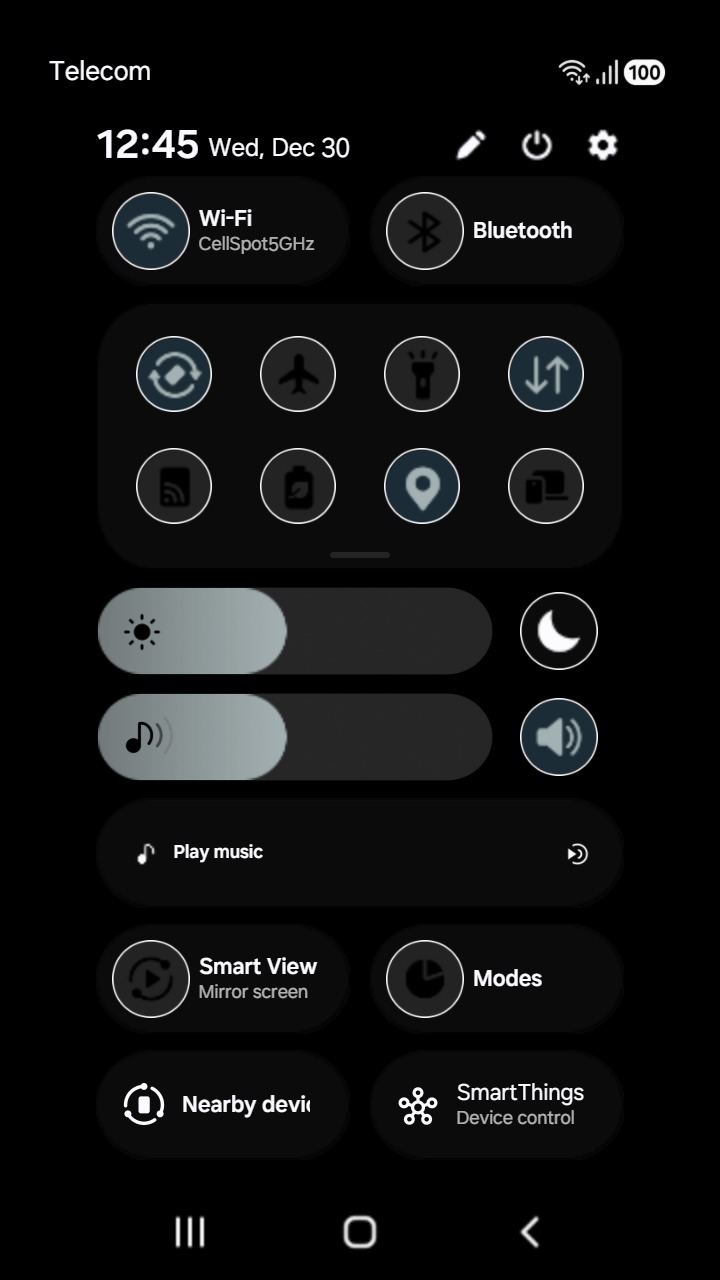 Telecom
100
12:45 Wed, Dec 30
Wi-Fi
CellSpot5GHz
Bluetooth
Play music
Smart View
Mirror screen
Modes
Nearby devic
SmartThings
Device control